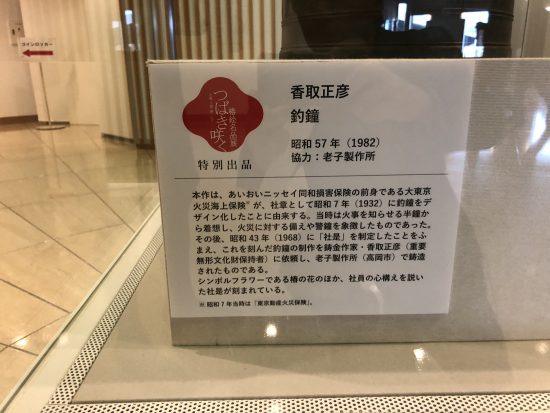 コインロッカー
椿絵名品展
つばき咲く
特別出品
香取正彦
釣鐘
昭和57年（1982）
協力：老子製作所
本作は、あいおいニッセイ同和損害保険の前身である大東京
火災海上保険※が、社章として昭和7年（1932）に釣鐘をデ
ザイン化したことに由来する。当時は火事を知らせる半鐘から
着想し、火災に対する備えや警鐘を象徴したものであった。
その後、昭和43年（1968）に「社是」を制定したことをふ
まえ、これを刻んだ釣鐘の制作を鋳金作家・香取正彦（重要
無形文化財保持者）に依頼し、老子製作所（高岡市）で鋳造
されたものである。
シンボルフラワーである椿の花のほか、社員の心構えを説い
た社是が刻まれている。
※ 昭和7年当時は「東京動産火災保険」。